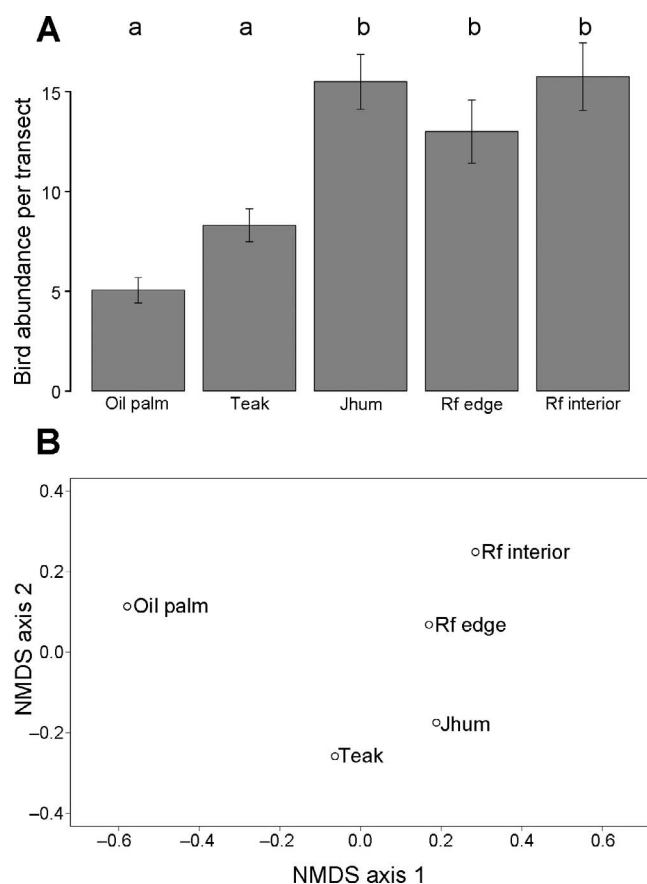 A
a a b b b
Bird abundance per transect
15
10
5
0
Oil palm Teak Jhum Rf edge Rf interior
B
NMDS axis 2
0.4
0.2
0.0
–0.2
–0.4
Rf interior
Oil palm
Rf edge
Jhum
Teak
–0.6 –0.4 –0.2 0.0 0.2 0.4 0.6
NMDS axis 1